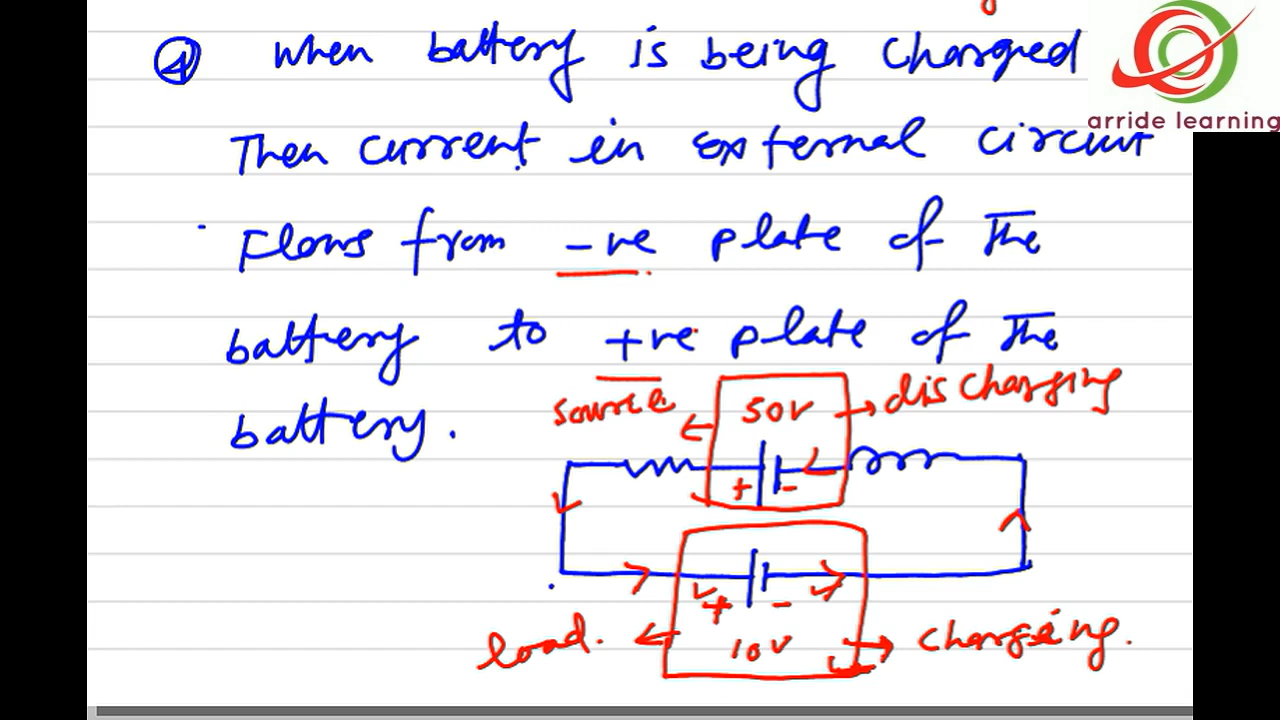 ④ When battery is being charged
arride learning
Then current in external circuit
Flows from -ve plate of the
battery to +ve plate of the
battery.
source ← 50V → discharging
+ -
+ -
load. ← 10V → charging.